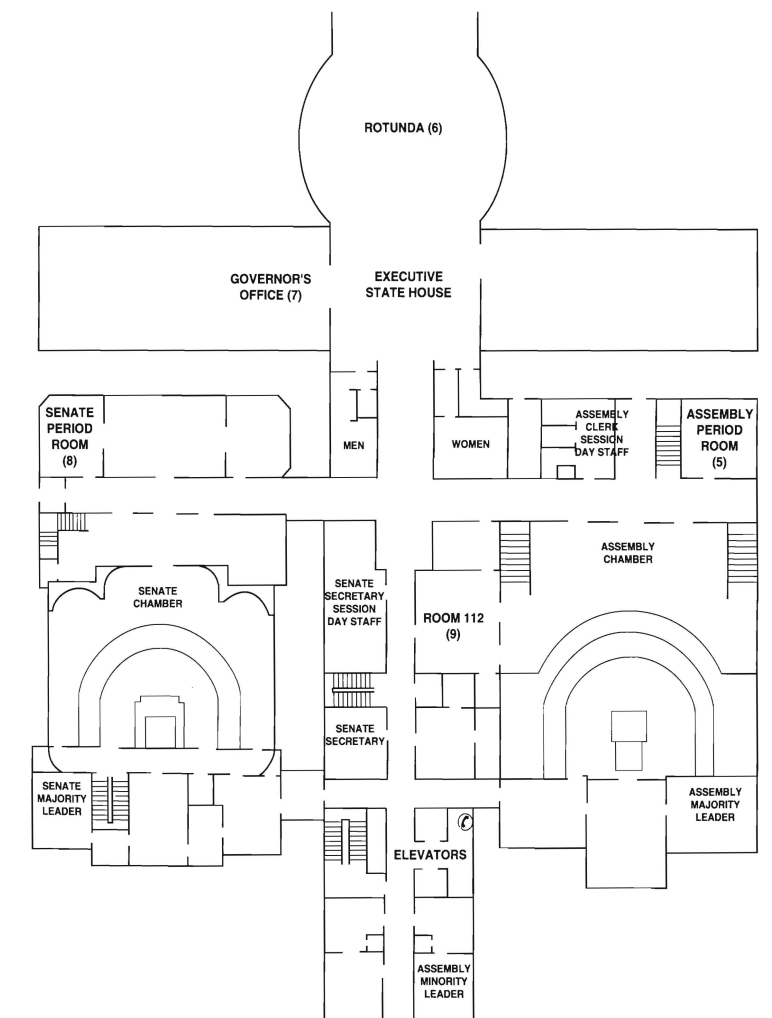 ROTUNDA (6)
GOVERNOR'S
OFFICE (7)
EXECUTIVE
STATE HOUSE
SENATE
PERIOD
ROOM
(8)
MEN
WOMEN
ASSEMBLY
CLERK
SESSION
DAY STAFF
ASSEMBLY
PERIOD
ROOM
(5)
SENATE
CHAMBER
SENATE
SECRETARY
SESSION
DAY STAFF
ROOM 112
(9)
ASSEMBLY
CHAMBER
SENATE
SECRETARY
SENATE
MAJORITY
LEADER
ASSEMBLY
MAJORITY
LEADER
ELEVATORS
ASSEMBLY
MINORITY
LEADER